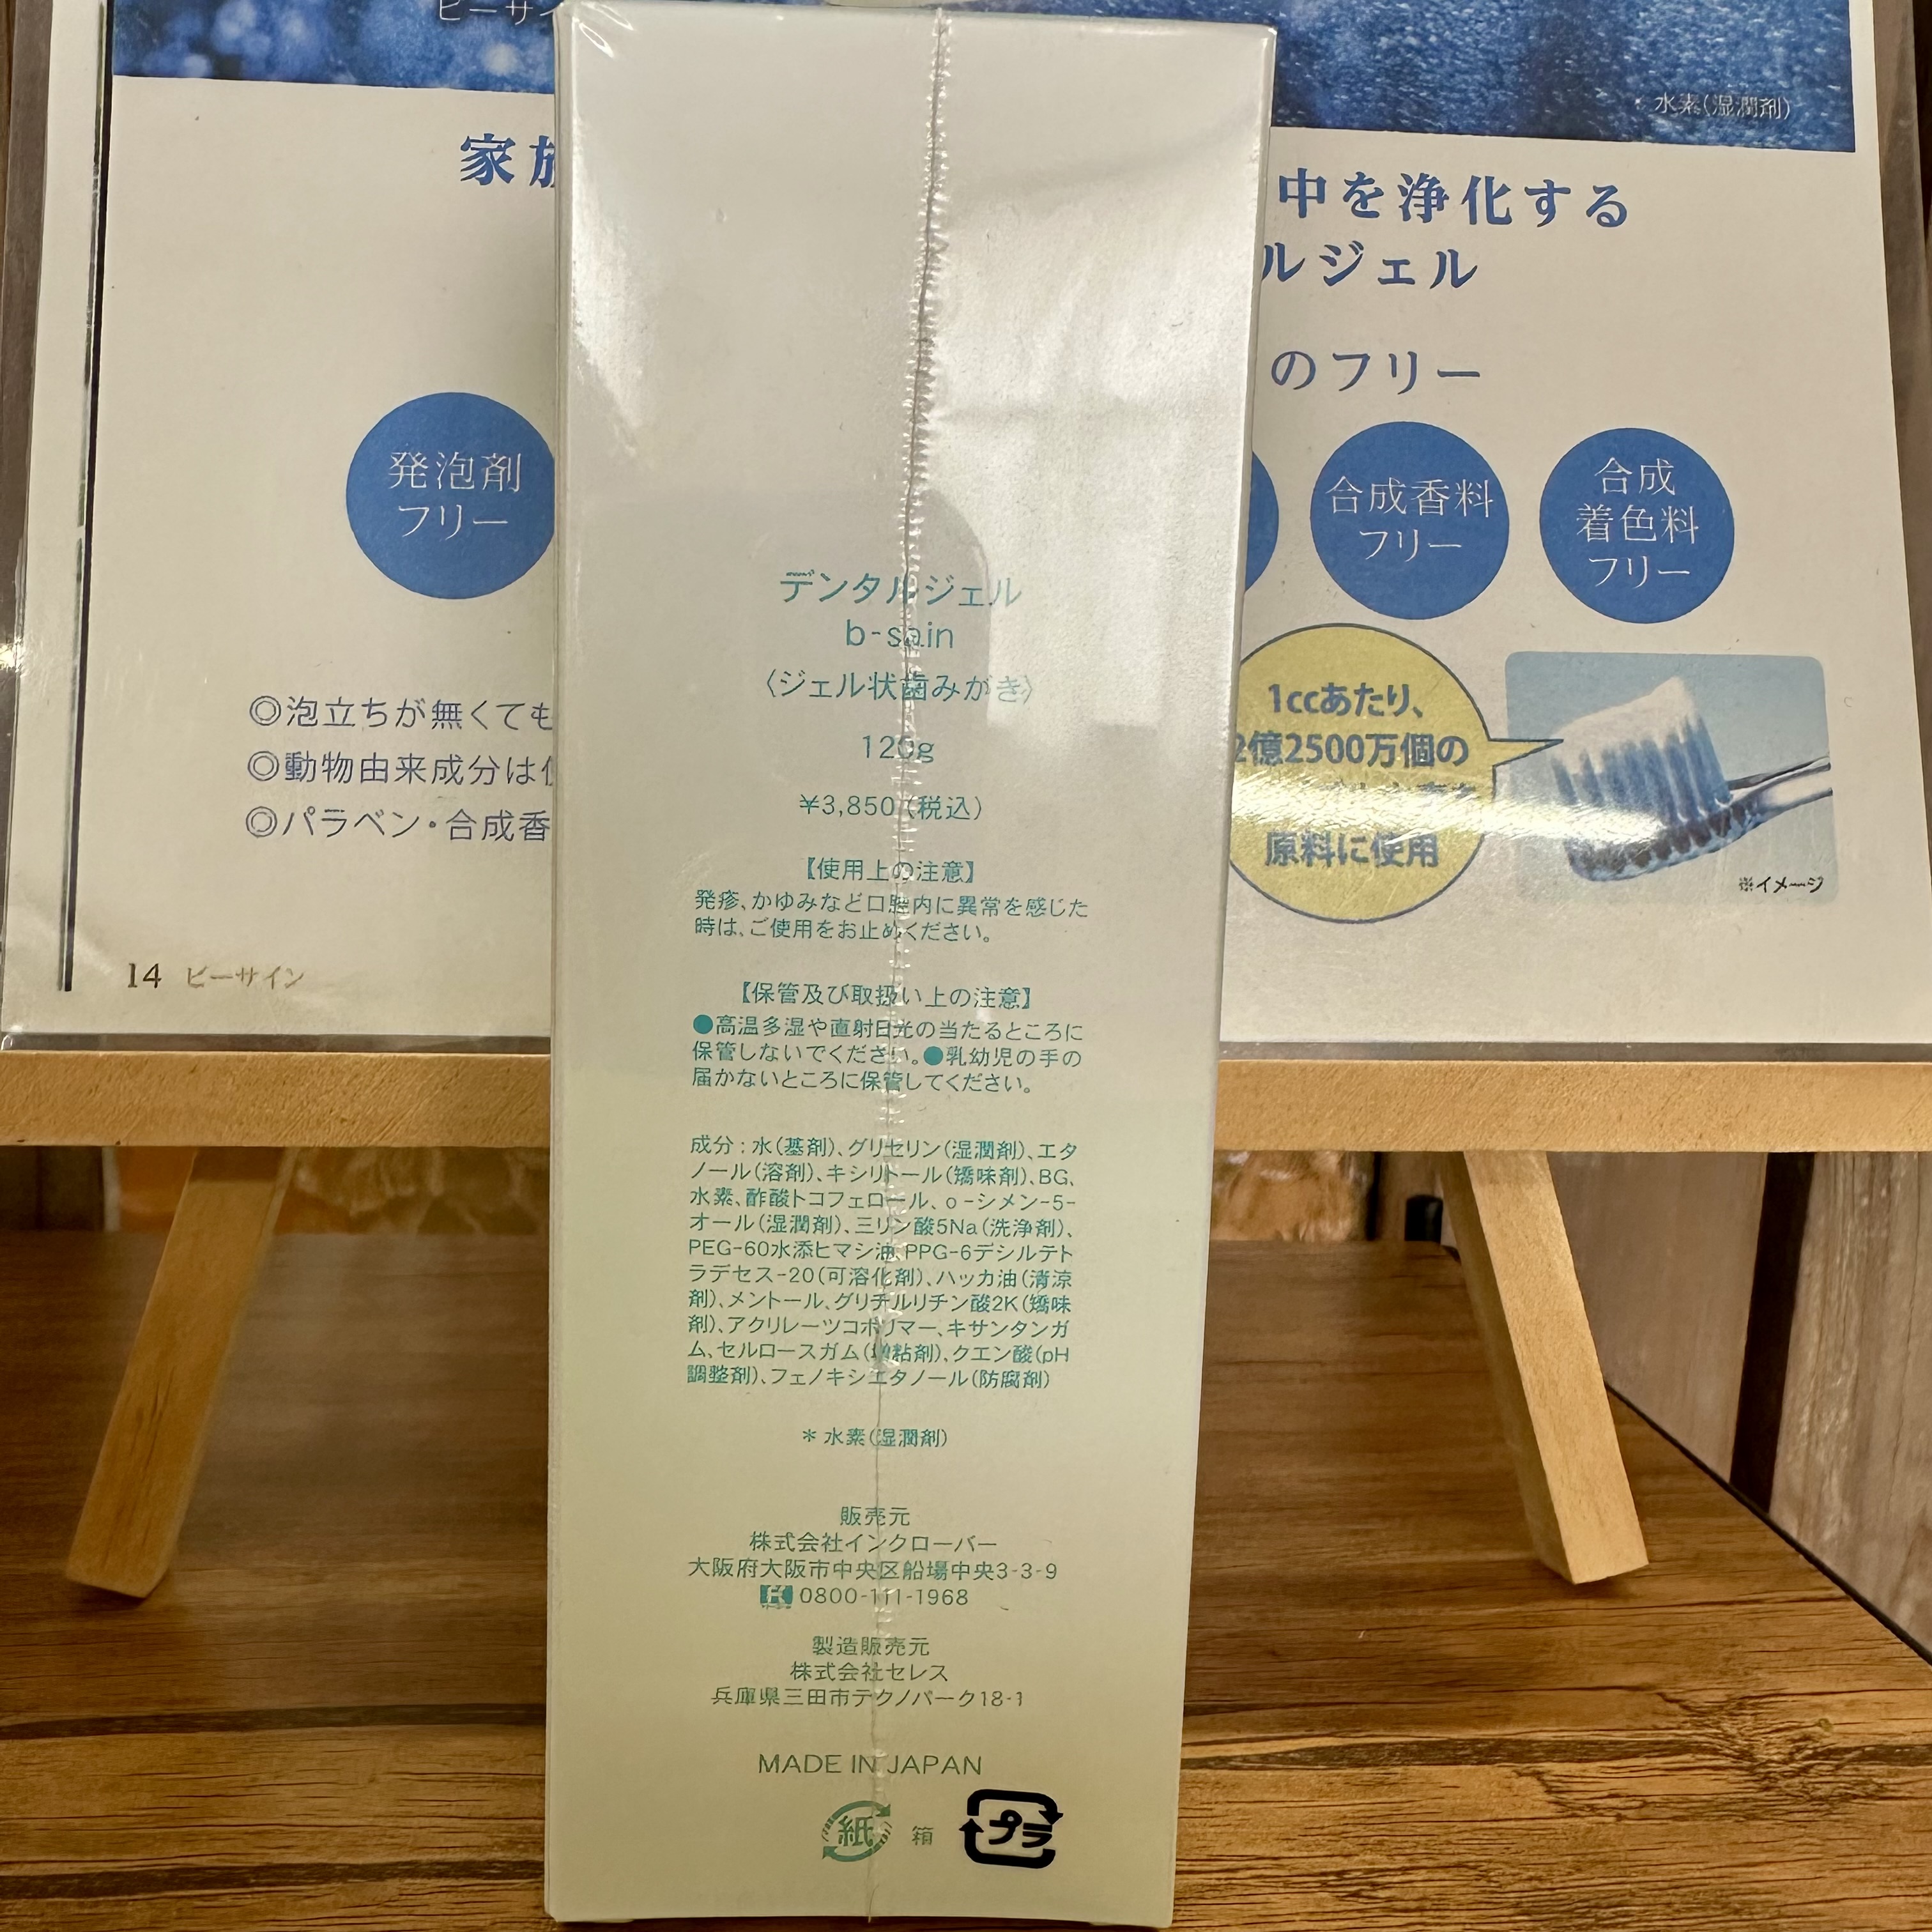 ビーサイ
水素(湿潤剤)
家族
中を浄化する
ルジェル
のフリー
発泡剤
フリー
合成香料
フリー
合成
着色料
フリー
◎泡立ちが無くても
◎動物由来成分は
◎パラベン・合成香
1ccあたり、
2億2500万個の
原料に使用
※イメージ
14 ビーサイン
デンタルジェル
b-sain
〈ジェル状歯みがき〉
120g
¥3,850(税込)
【使用上の注意】
発疹、かゆみなど口腔内に異常を感じた
時は、ご使用をお止めください。
【保管及び取扱い上の注意】
●高温多湿や直射日光の当たるところに
保管しないでください。●乳幼児の手の
届かないところに保管してください。
成分：水(基剤)、グリセリン(湿潤剤)、エタ
ノール(溶剤)、キシリトール(矯味剤)、BG、
水素、酢酸トコフェロール、o-シメン-5-
オール(湿潤剤)、三リン酸5Na(洗浄剤)、
PEG-60水添ヒマシ油、PPG-6デシルテト
ラデセス-20(可溶化剤)、ハッカ油(清涼
剤)、メントール、グリチルリチン酸2K(矯味
剤)、アクリレーツコポリマー、キサンタンガ
ム、セルロースガム(増粘剤)、クエン酸(pH
調整剤)、フェノキシエタノール(防腐剤)
＊水素(湿潤剤)
販売元
株式会社インクローバー
大阪府大阪市中央区船場中央3-3-9
0800-111-1968
製造販売元
株式会社セレス
兵庫県三田市テクノパーク18-1
MADE IN JAPAN
紙 箱 プラ